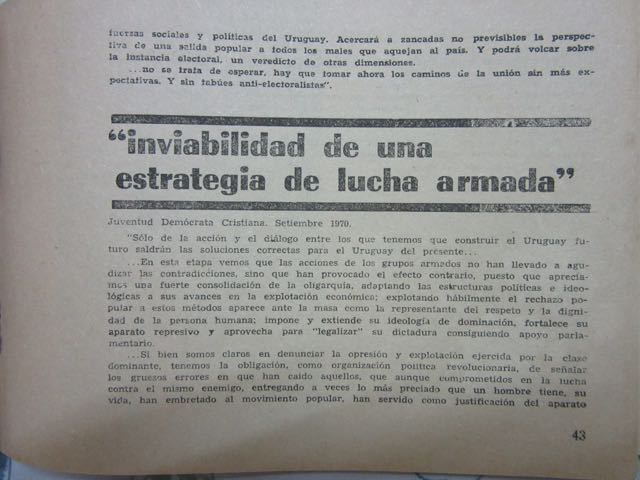 fuerzas sociales y políticas del Uruguay. Acercará a zancadas no previsibles la perspec-
tiva de una salida popular a todos los males que aquejan al país. Y podrá volcar sobre
la instancia electoral, un veredicto de otras dimensiones.
...no se trata de esperar, hay que tomar ahora los caminos de la unión sin más ex-
pectativas. Y sin tabúes anti-electoralistas".
"inviabilidad de una
estrategia de lucha armada"
Juventud Demócrata Cristiana. Setiembre 1970.
"Sólo de la acción y el diálogo entre los que tenemos que construir el Uruguay fu-
turo saldrán las soluciones correctas para el Uruguay del presente...
...En esta etapa vemos que las acciones de los grupos armados no han llevado a agu-
dizar las contradicciones, sino que han provocado el efecto contrario, puesto que aprecia-
mos una fuerte consolidación de la oligarquía, adaptando las estructuras políticas e ideo-
lógicas a sus avances en la explotación económica; explotando hábilmente el rechazo po-
pular a estos métodos aparece ante la masa como la representante del respeto y la digni-
dad de la persona humana; impone y extiende su ideología de dominación, fortalece su
aparato represivo y aprovecha para "legalizar" su dictadura consiguiendo apoyo parla-
mentario.
...Si bien somos claros en denunciar la opresión y explotación ejercida por la clase
dominante, tenemos la obligación, como organización política revolucionaria, de señalar
los gruesos errores en que han caído aquellos, que aunque comprometidos en la lucha
contra el mismo enemigo, entregando a veces lo más preciado que un hombre tiene, su
vida, han embretado al movimiento popular, han servido como justificación del aparato
43